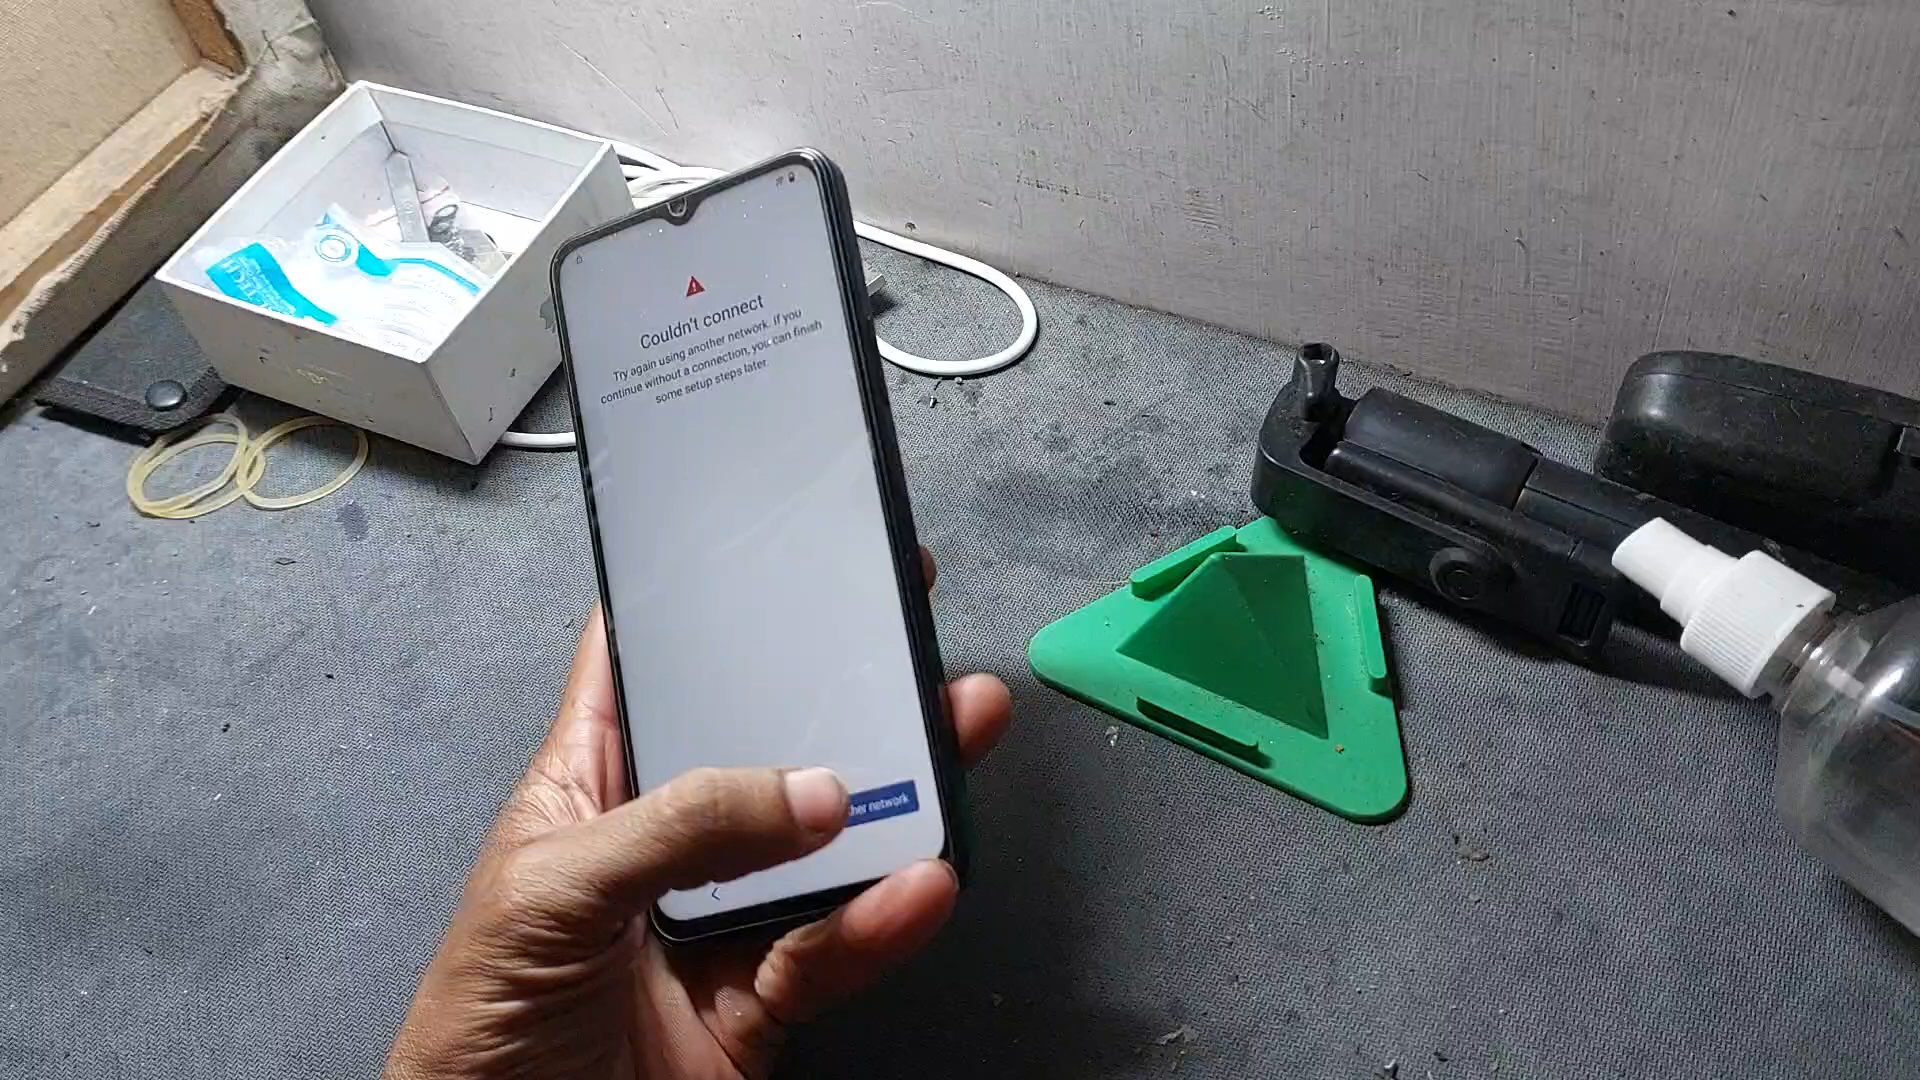 Couldn't connect
Try again using another network. If you
continue without a connection, you can finish
some setup steps later.
network